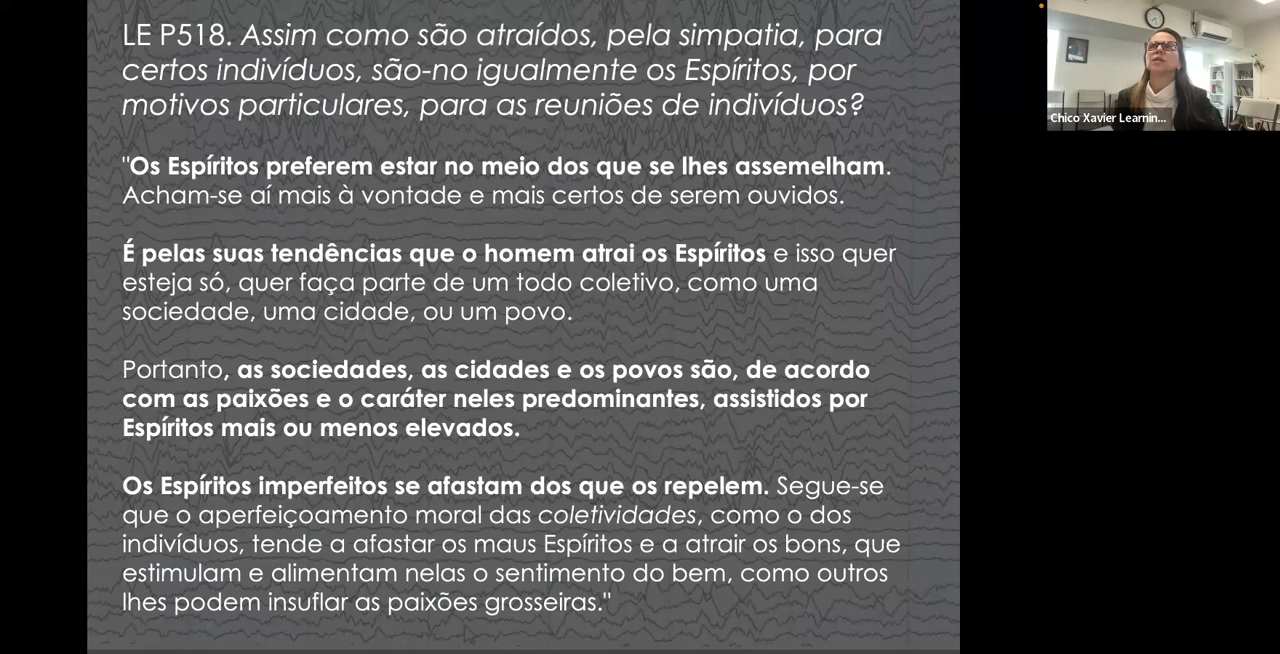 LE P518. Assim como são atraídos, pela simpatia, para
certos indivíduos, são-no igualmente os Espíritos, por
motivos particulares, para as reuniões de indivíduos?
"Os Espíritos preferem estar no meio dos que se lhes assemelham.
Acham-se aí mais à vontade e mais certos de serem ouvidos.
É pelas suas tendências que o homem atrai os Espíritos e isso quer
esteja só, quer faça parte de um todo coletivo, como uma
sociedade, uma cidade, ou um povo.
Portanto, as sociedades, as cidades e os povos são, de acordo
com as paixões e o caráter neles predominantes, assistidos por
Espíritos mais ou menos elevados.
Os Espíritos imperfeitos se afastam dos que os repelem. Segue-se
que o aperfeiçoamento moral das coletividades, como o dos
indivíduos, tende a afastar os maus Espíritos e a atrair os bons, que
estimulam e alimentam nelas o sentimento do bem, como outros
lhes podem insuflar as paixões grosseiras."
Chico Xavier Learnin...